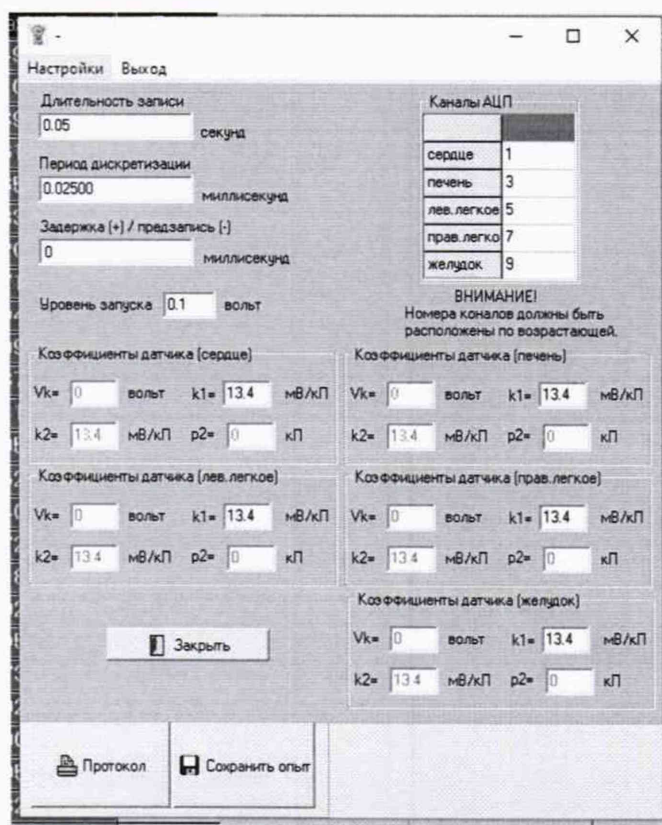 -
Настройки Выход
Длительность записи
0.05 секунд
Период дискретизации
0.02500 миллисекунд
Задержка (+) / предзапись (-)
0 миллисекунд
Уровень запуска 0.1 вольт
Каналы АЦП
сердце 1
печень 3
лев.легкое 5
прав.легко 7
желудок 9
ВНИМАНИЕ!
Номера коналов должны быть
расположены по возрастающей.
Коэффициенты датчика (сердце)
Vk= 0 вольт k1= 13.4 мВ/кП
k2= 13.4 мВ/кП p2= 0 кП
Коэффициенты датчика (печень)
Vk= 0 вольт k1= 13.4 мВ/кП
k2= 13.4 мВ/кП p2= 0 кП
Коэффициенты датчика (лев.легкое)
Vk= 0 вольт k1= 13.4 мВ/кП
k2= 13.4 мВ/кП p2= 0 кП
Коэффициенты датчика (прав.легкое)
Vk= 0 вольт k1= 13.4 мВ/кП
k2= 13.4 мВ/кП p2= 0 кП
Коэффициенты датчика (желудок)
Vk= 0 вольт k1= 13.4 мВ/кП
k2= 13.4 мВ/кП p2= 0 кП
Закрыть
Протокол
Сохранить опыт